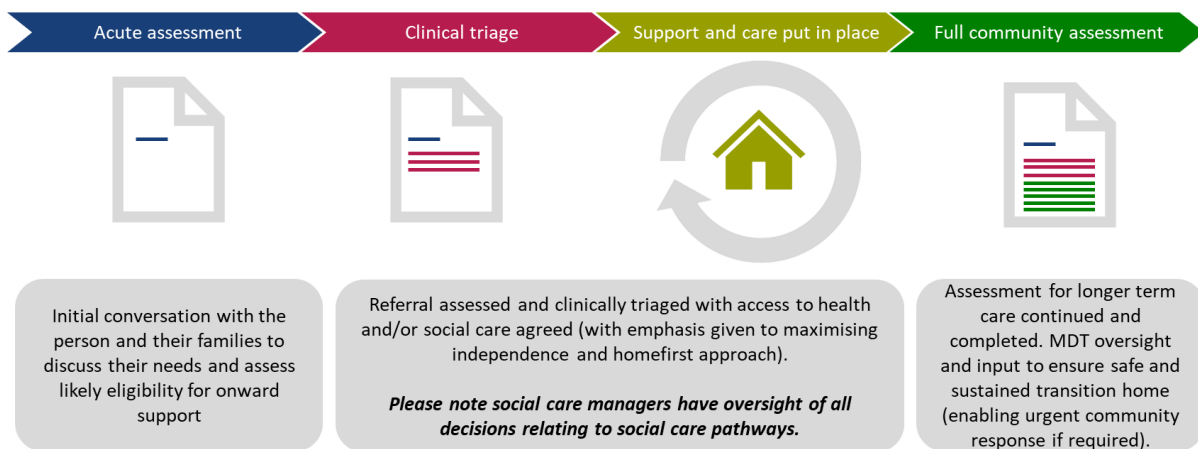 Acute assessment
Clinical triage
Support and care put in place
Full community assessment
Initial conversation with the
person and their families to
discuss their needs and assess
likely eligibility for onward
support
Referral assessed and clinically triaged with access to health
and/or social care agreed (with emphasis given to maximising
independence and homefirst approach).
Please note social care managers have oversight of all
decisions relating to social care pathways.
Assessment for longer term
care continued and
completed. MDT oversight
and input to ensure safe and
sustained transition home
(enabling urgent community
response if required).